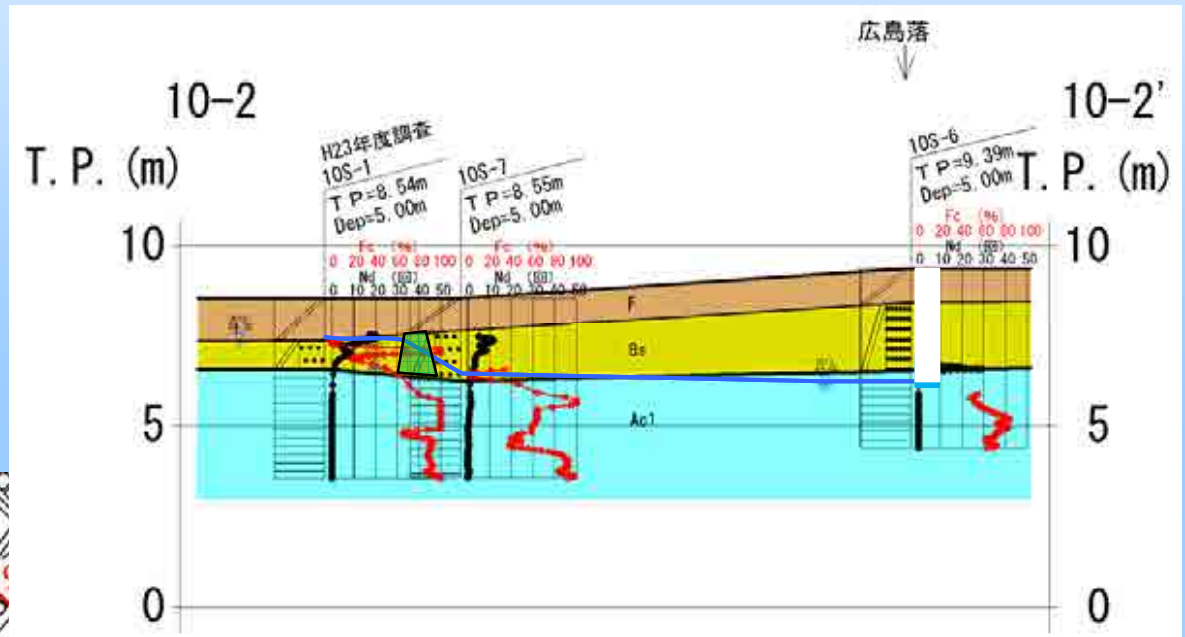 広島落
10-2
10-2'
T. P. (m)
T. P. (m)
H23年度調査
10S-1
T P=8. 54m
Dep=5. 00m
10S-7
T P=8. 55m
Dep=5. 00m
10S-6
T P=9. 39m
Dep=5. 00m
10
10
Fc (%)
0 20 40 60 80 100
Nd (回)
0 10 20 30 40 50
Fc (%)
0 20 40 60 80 100
Nd (回)
0 10 20 30 40 50
Fc (%)
0 20 40 60 80 100
Nd (回)
0 10 20 30 40 50
F
Bs
Ac1
5
5
0
0